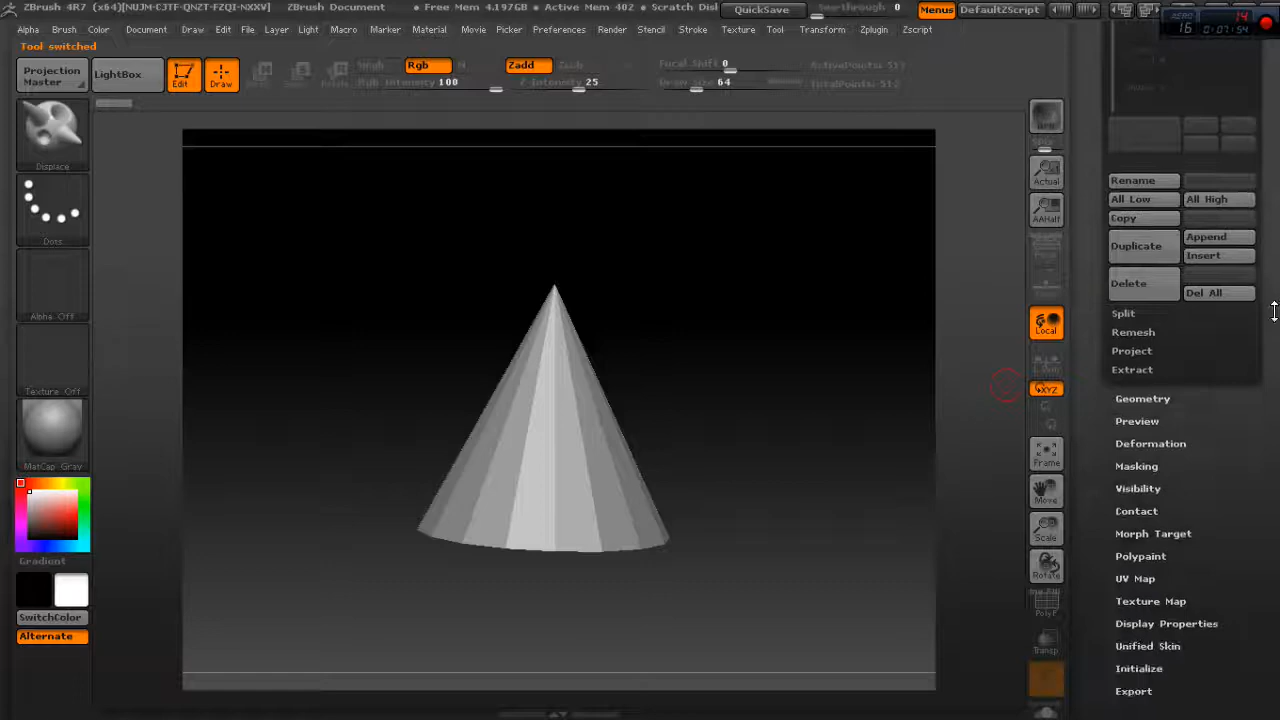 ZBrush 4R7 (x64)[NUJM-CJTF-QNZT-FZQI-NXXV] ZBrush Document • Free Mem 4.197GB • Active Mem 402 • Scratch Disl QuickSave 0 Menus DefaultZScript
Alpha Brush Color Document Draw Edit File Layer Light Macro Marker Material Movie Picker Preferences Render Stencil Stroke Texture Tool Transform Zplugin Zscript
Tool switched
Projection Master
LightBox
Edit
Draw
Rgb
Zadd
Focal Shift 0
Rgb Intensity 100
Z Intensity 25
Draw Size 64
Displace
Dots
Alpha Off
Texture Off
MatCap Gray
Gradient
SwitchColor
Alternate
Actual
AAHalf
Local
XYZ
Frame
Move
Scale
Rotate
PolyF
Transp
Rename
All Low All High
Copy
Duplicate
Append
Insert
Delete
Del All
Split
Remesh
Project
Extract
Geometry
Preview
Deformation
Masking
Visibility
Contact
Morph Target
Polypaint
UV Map
Texture Map
Display Properties
Unified Skin
Initialize
Export